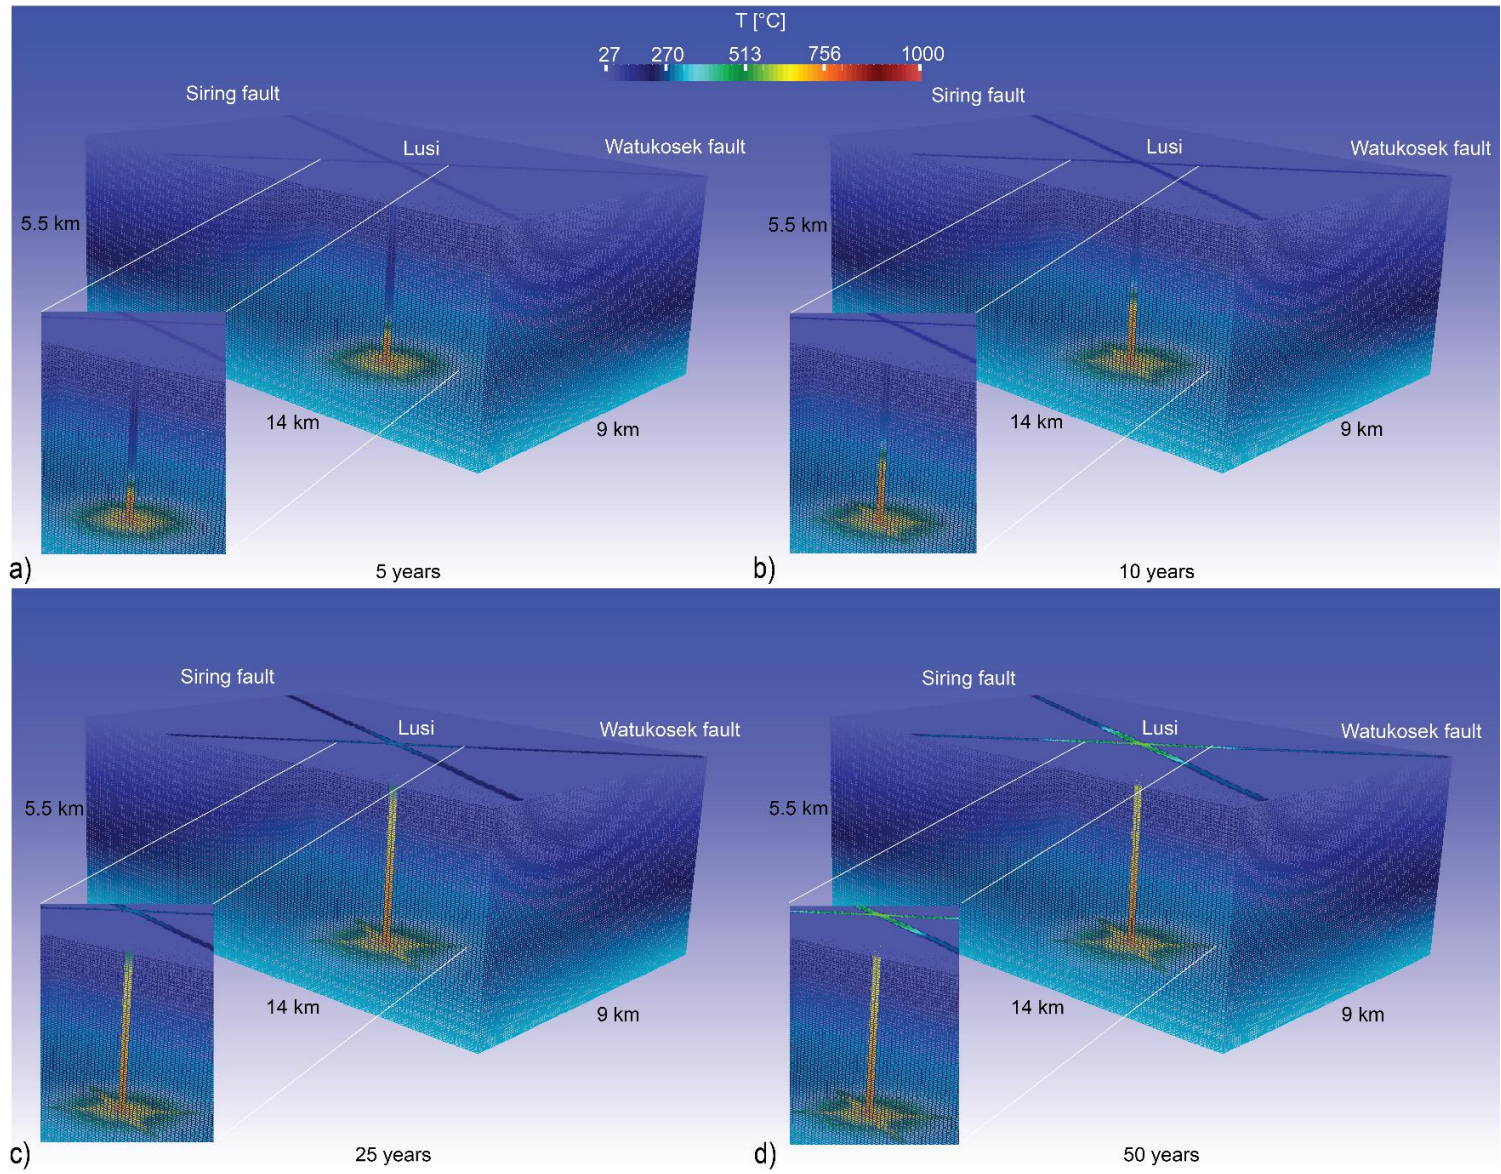 T [°C]
27 270 513 756 1000
Siring fault
Lusi
Watukosek fault
5.5 km
14 km
9 km
a)
5 years
Siring fault
Lusi
Watukosek fault
5.5 km
14 km
9 km
b)
10 years
Siring fault
Lusi
Watukosek fault
5.5 km
14 km
9 km
c)
25 years
Siring fault
Lusi
Watukosek fault
5.5 km
14 km
9 km
d)
50 years